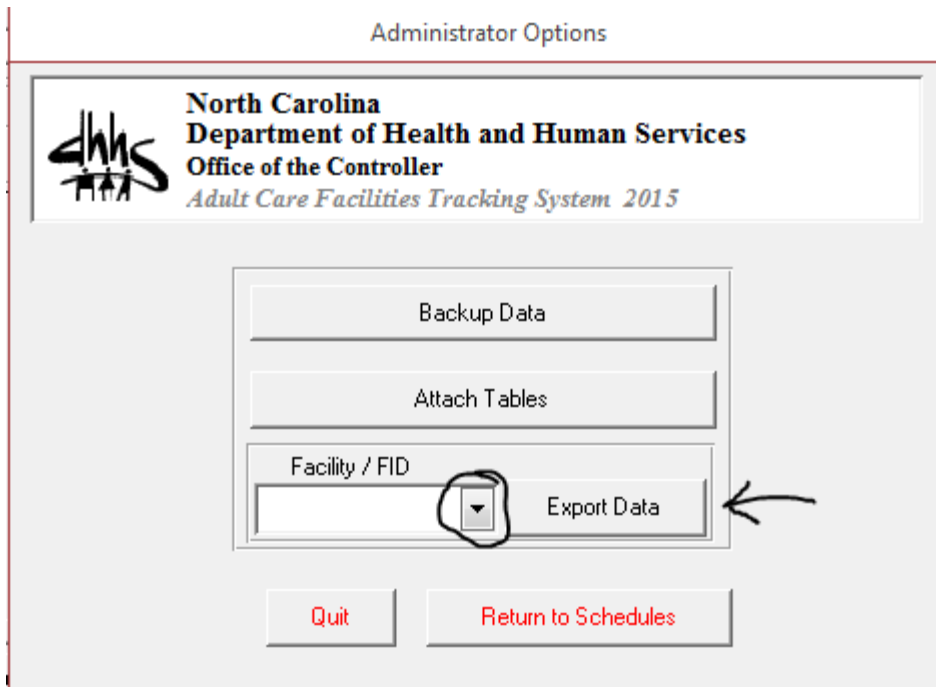 Administrator Options
dhhs
North Carolina
Department of Health and Human Services
Office of the Controller
Adult Care Facilities Tracking System 2015
Backup Data
Attach Tables
Facility / FID
Export Data
Quit
Return to Schedules